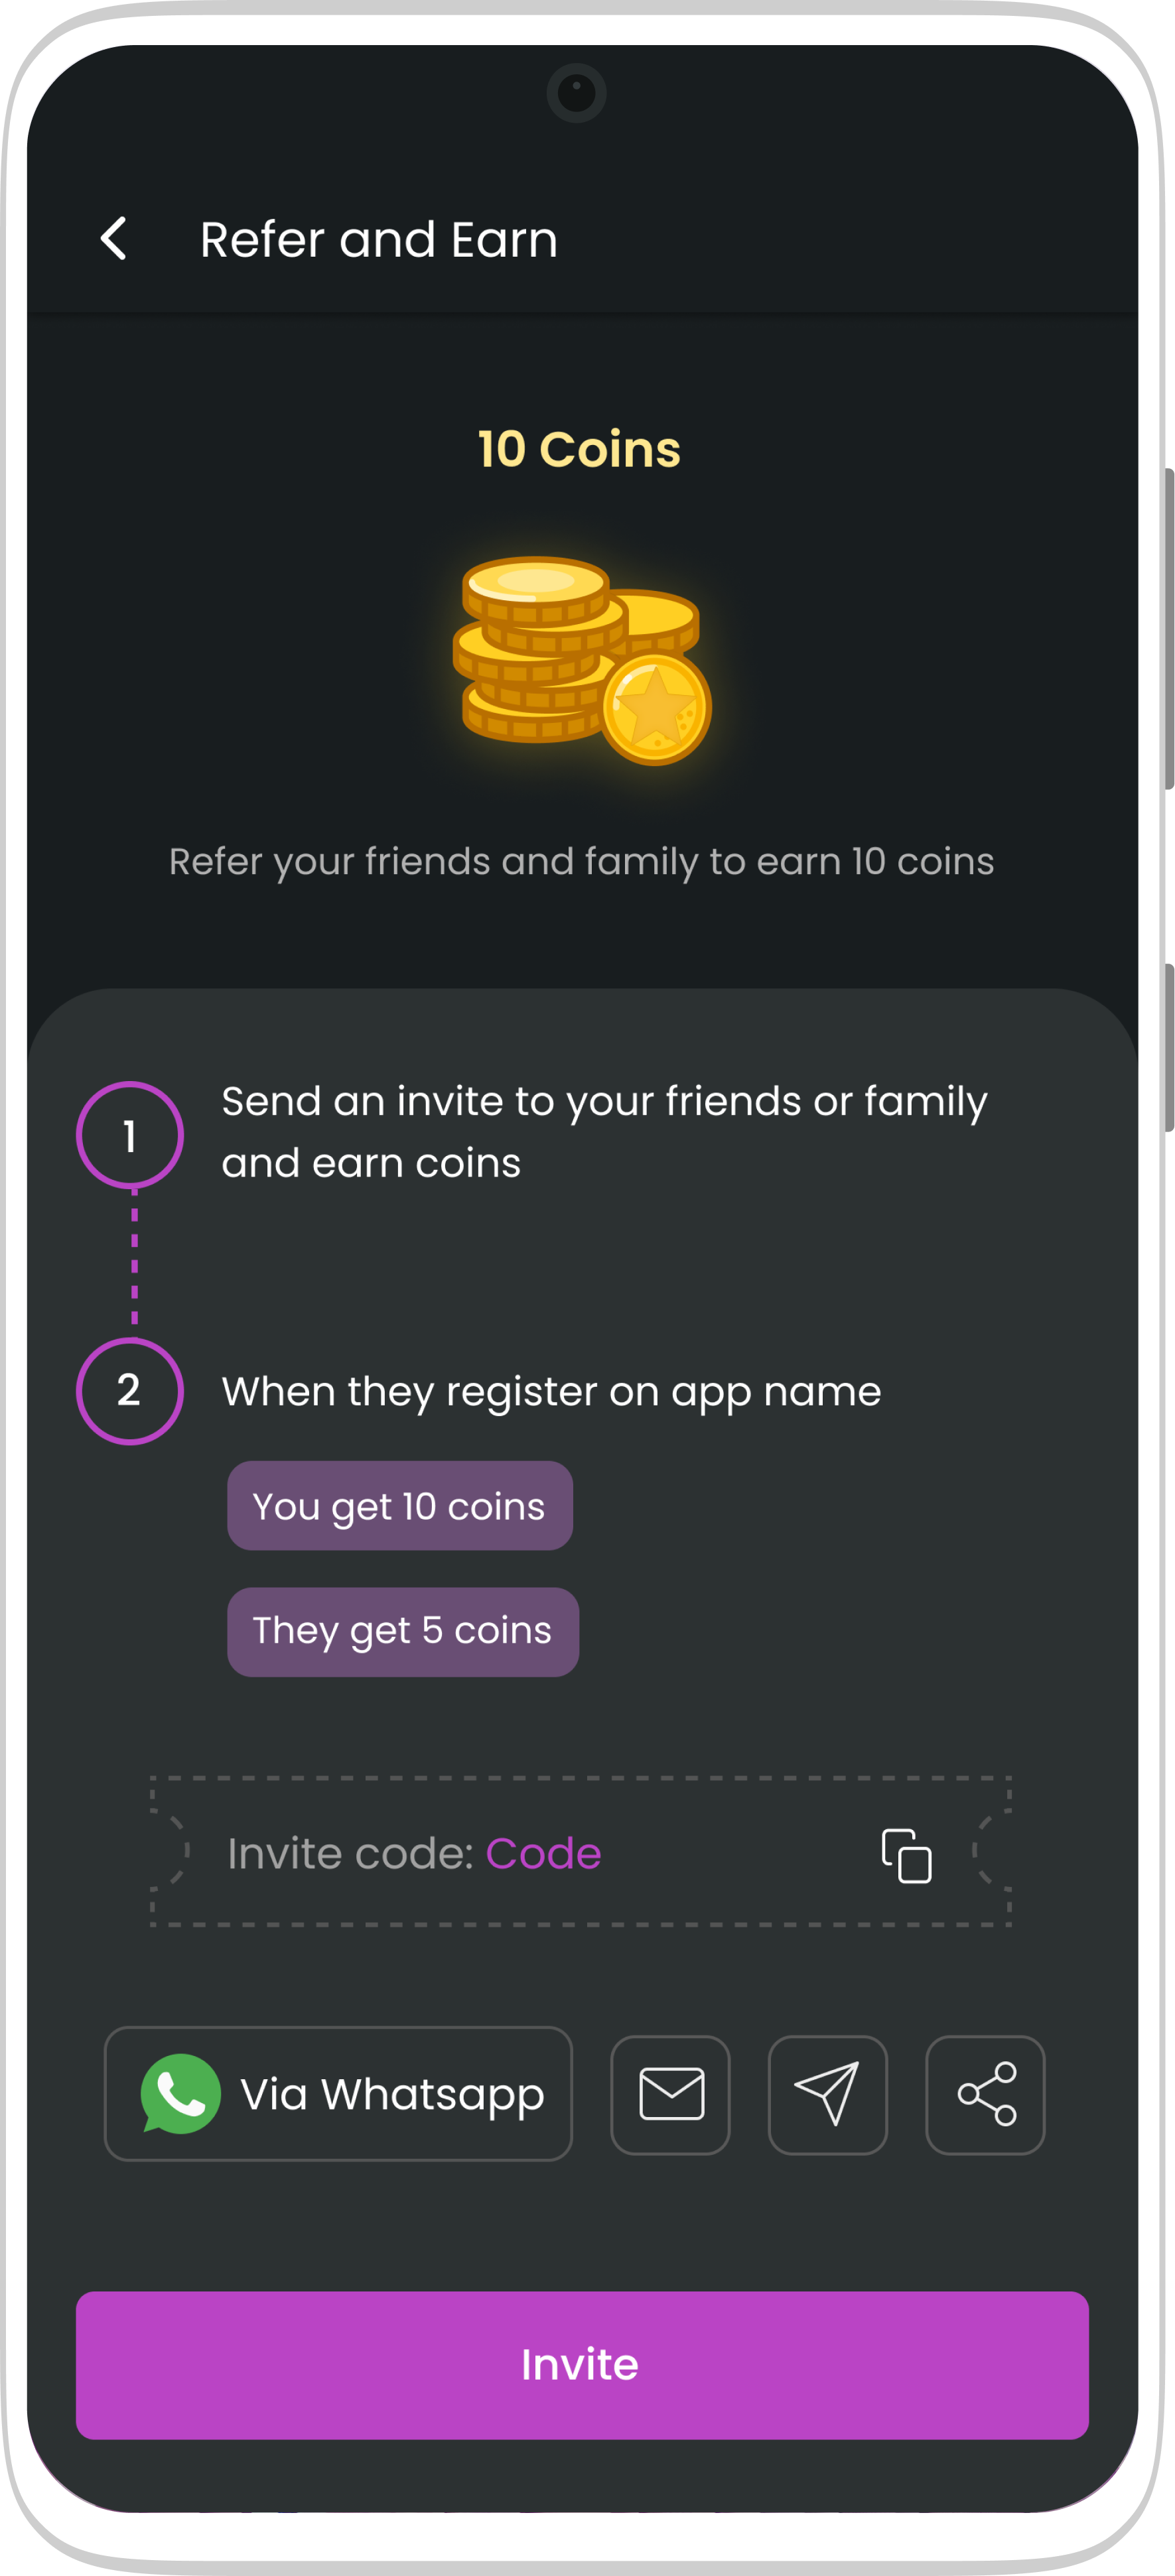 Refer and Earn
10 Coins
Refer your friends and family to earn 10 coins
1
Send an invite to your friends or family
and earn coins
2
When they register on app name
You get 10 coins
They get 5 coins
Invite code: Code
Via Whatsapp
Invite